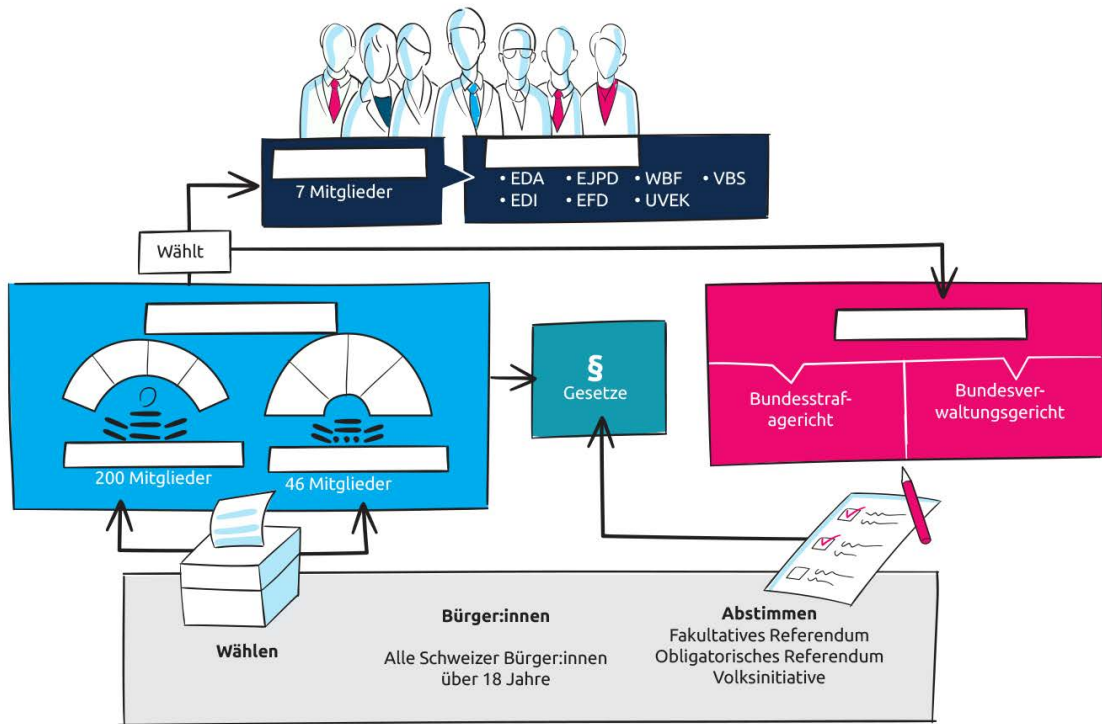 7 Mitglieder
• EDA • EJPD • WBF • VBS
• EDI • EFD • UVEK
Wählt
200 Mitglieder
46 Mitglieder
§
Gesetze
Bundesstraf-
agericht
Bundesver-
waltungsgericht
Wählen
Bürger:innen
Alle Schweizer Bürger:innen
über 18 Jahre
Abstimmen
Fakultatives Referendum
Obligatorisches Referendum
Volksinitiative